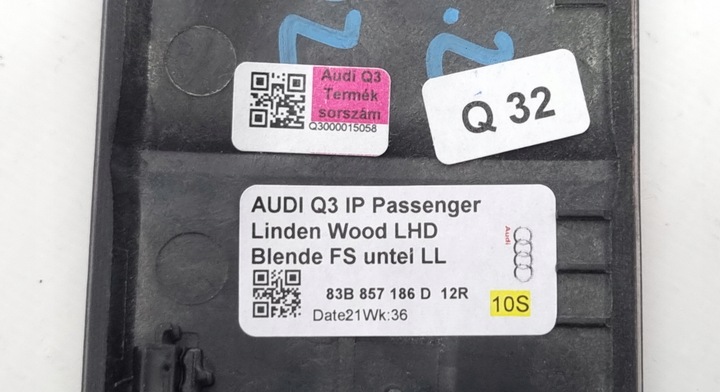 Audi Q3
Termék
sorszám
Q3000015058
Q 32
AUDI Q3 IP Passenger
Linden Wood LHD
Blende FS untel LL
Audi
83B 857 186 D 12R
10S
Date21Wk:36